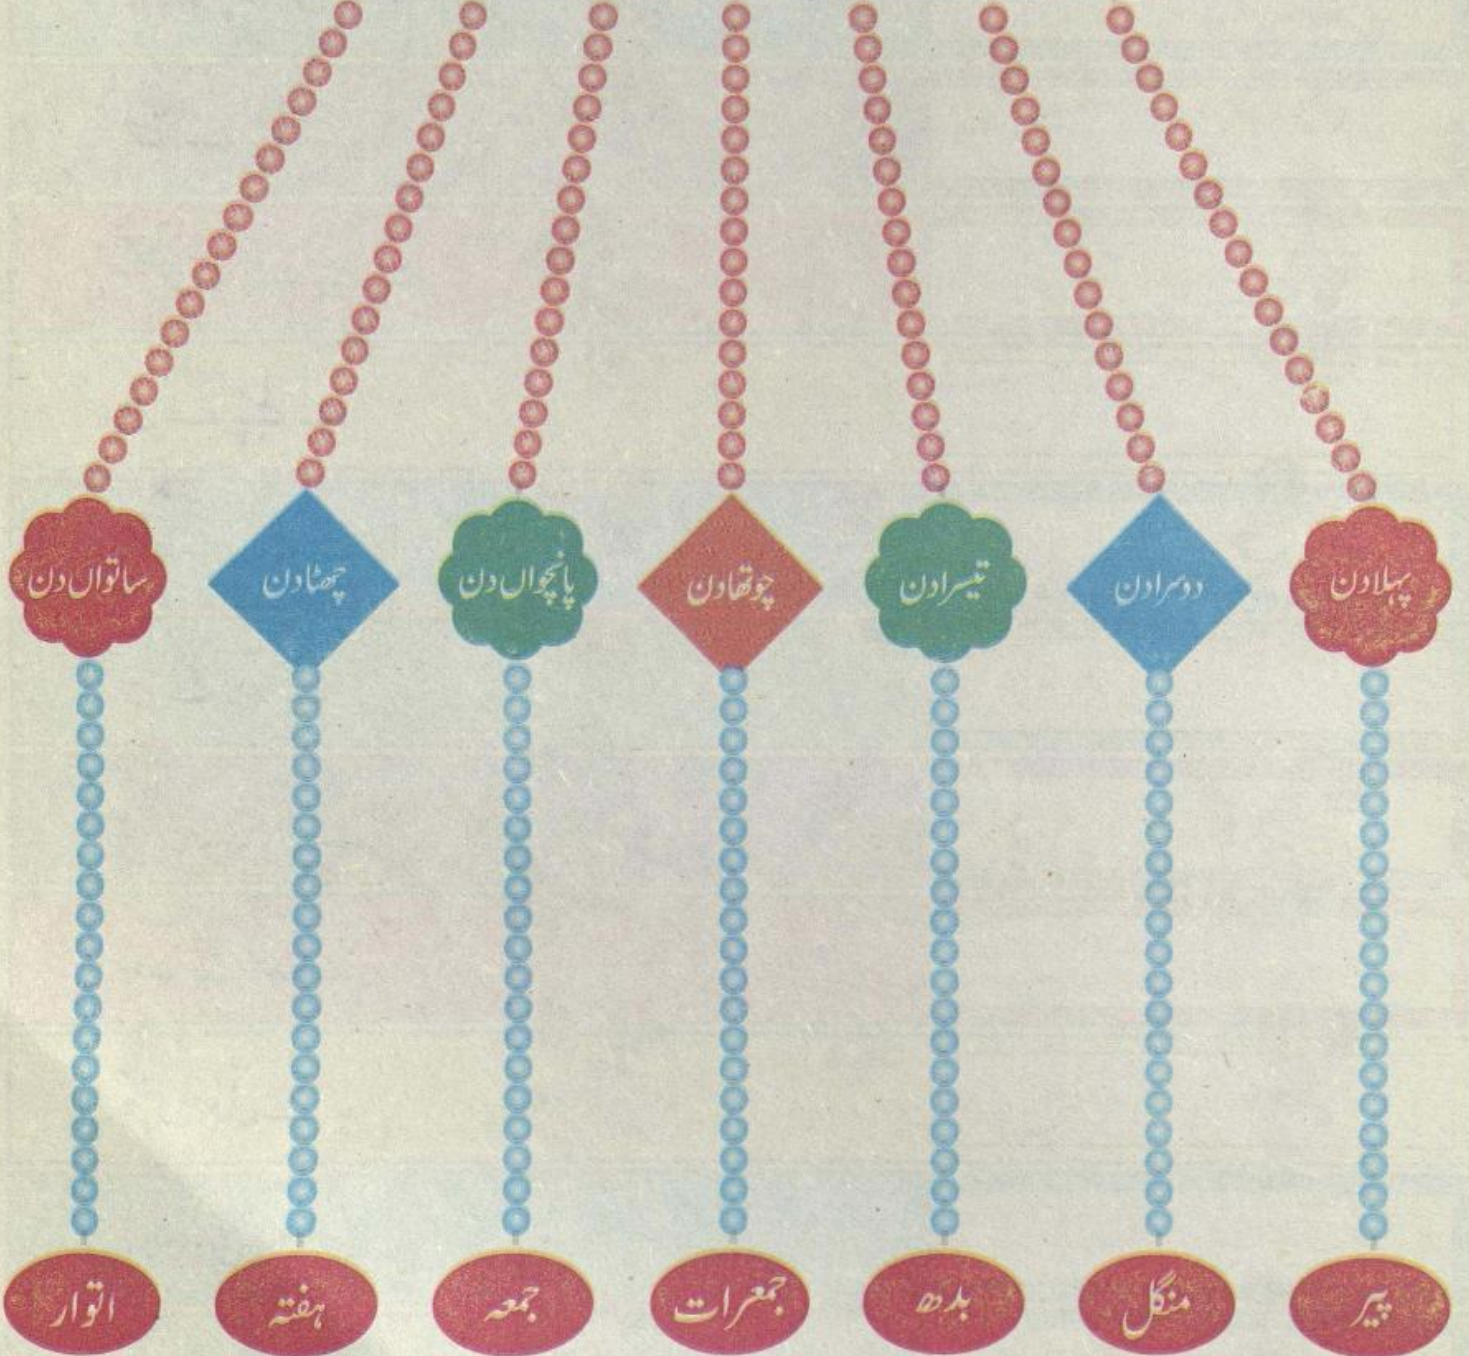 پہلا دن دوسرا دن تیسرا دن چوتھا دن پانچواں دن چھٹا دن ساتواں دن
پیر منگل بدھ جمعرات جمعہ ہفتہ اتوار